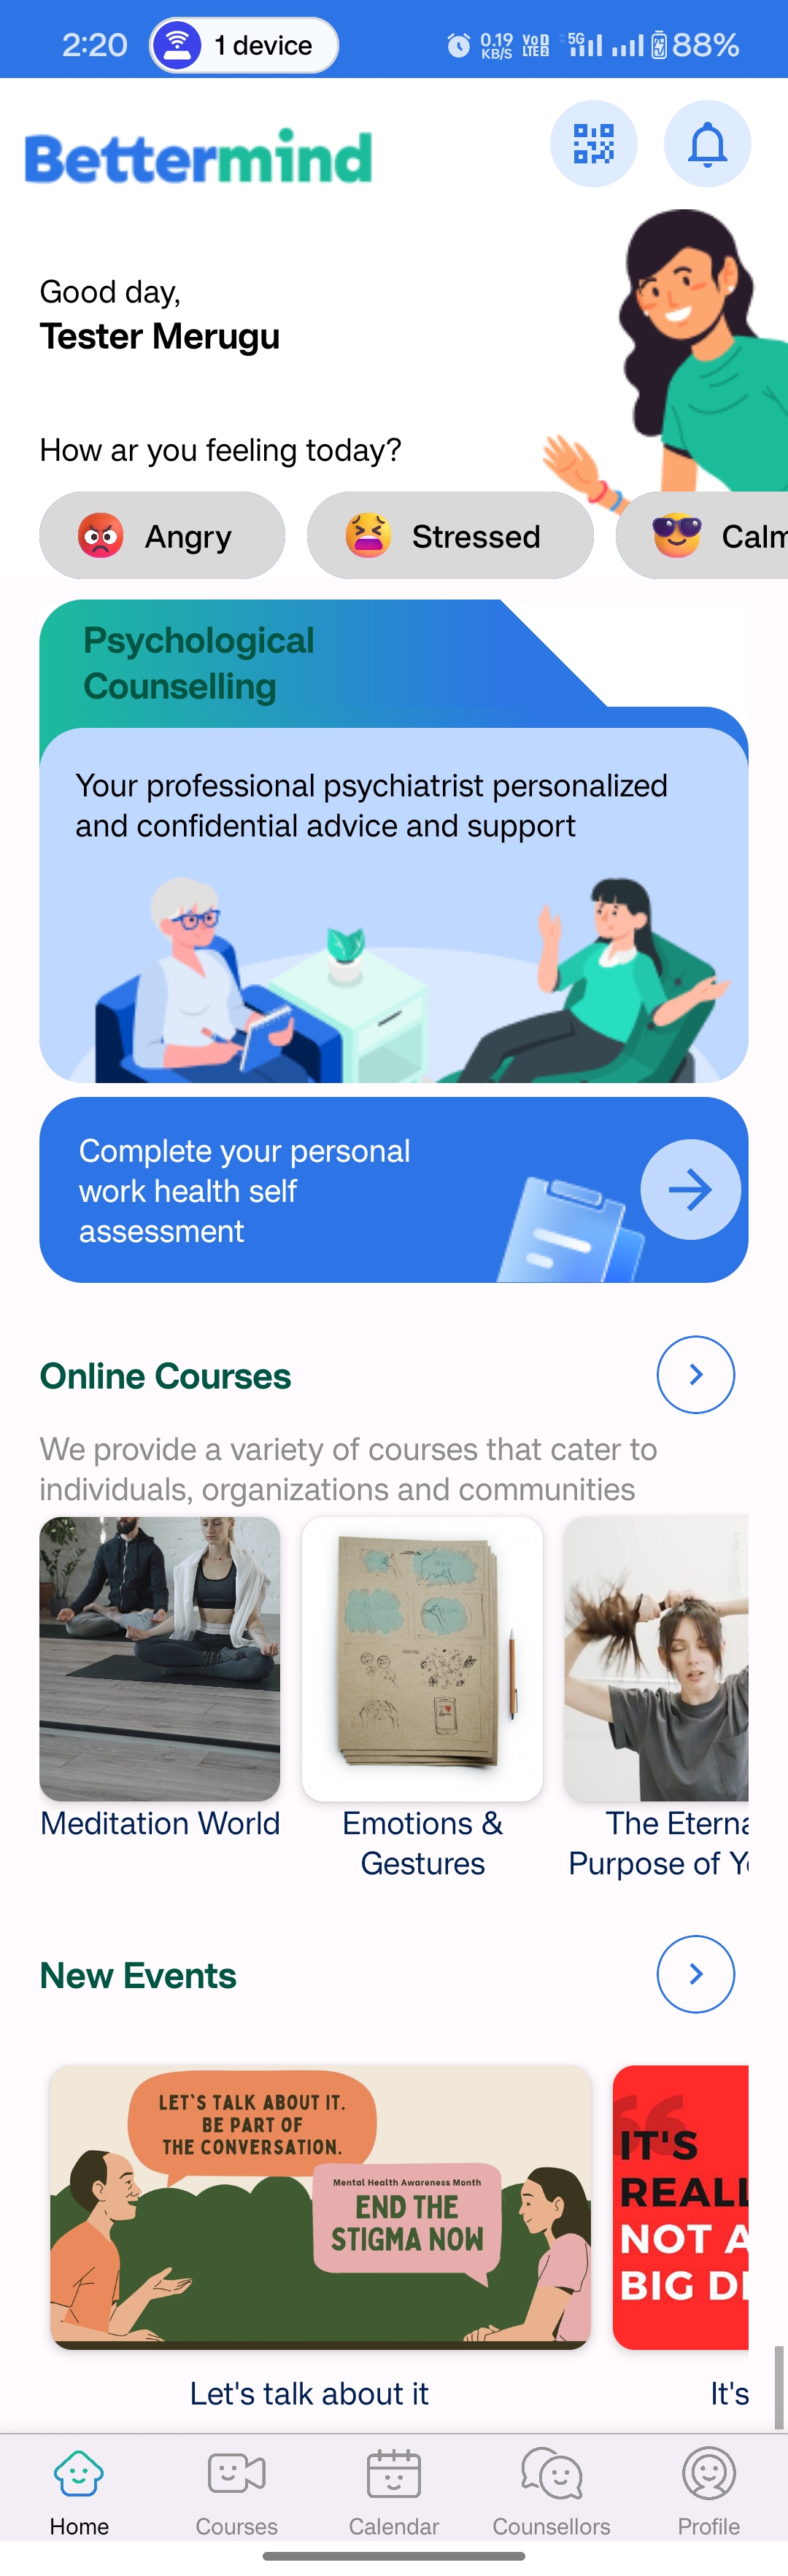 2:20
1 device
0.19
KB/S
VoD
LTE2
5G
88%
Bettermind
Good day,
Tester Merugu
How ar you feeling today?
Angry
Stressed
Calm
Psychological
Counselling
Your professional psychiatrist personalized
and confidential advice and support
Complete your personal
work health self
assessment
Online Courses
We provide a variety of courses that cater to
individuals, organizations and communities
Meditation World
Emotions &
Gestures
The Eterna
Purpose of Yo
New Events
LET'S TALK ABOUT IT.
BE PART OF
THE CONVERSATION.
Mental Health Awareness Month
END THE
STIGMA NOW
IT'S
REALL
NOT A
BIG DE
Let's talk about it
It's
Home
Courses
Calendar
Counsellors
Profile